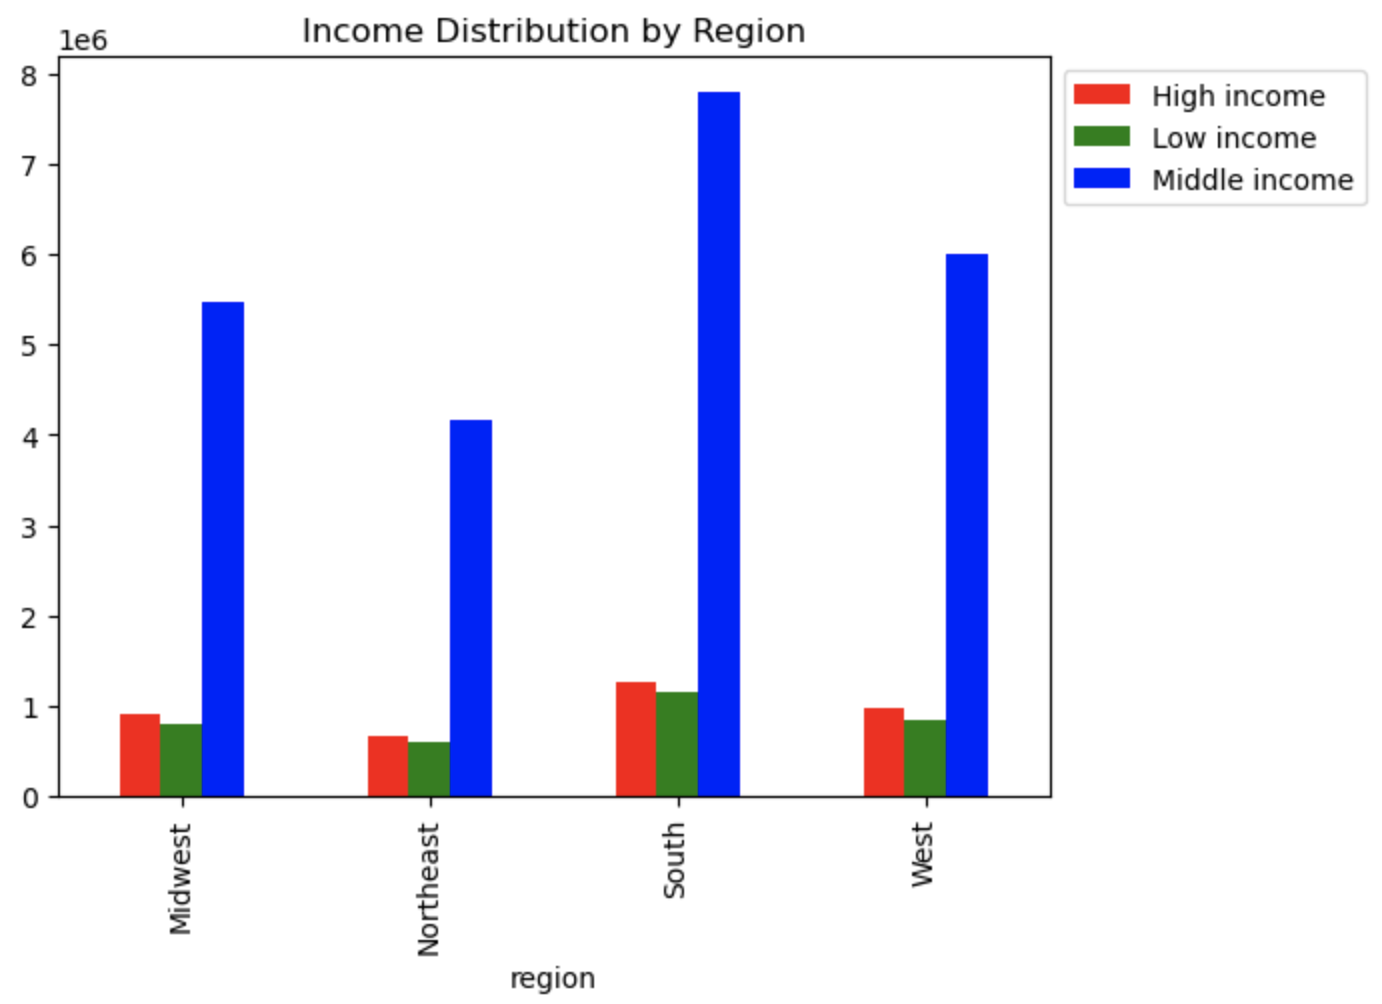 Income Distribution by Region
1e6
8
7
6
5
4
3
2
1
0
High income
Low income
Middle income
Midwest
Northeast
South
West
region